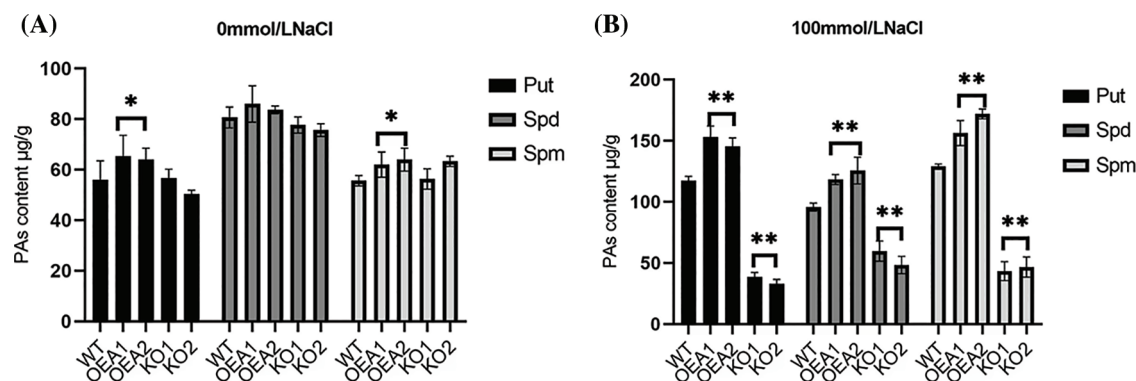 (A)
0mmol/LNaCl
PAs content µg/g
100
80
60
40
20
0
*
*
Put
Spd
Spm
WT
OEA1
OEA2
KO1
KO2
WT
OEA1
OEA2
KO1
KO2
WT
OEA1
OEA2
KO1
KO2
(B)
100mmol/LNaCl
PAs content µg/g
200
150
100
50
0
**
**
**
**
**
**
Put
Spd
Spm
WT
OEA1
OEA2
KO1
KO2
WT
OEA1
OEA2
KO1
KO2
WT
OEA1
OEA2
KO1
KO2